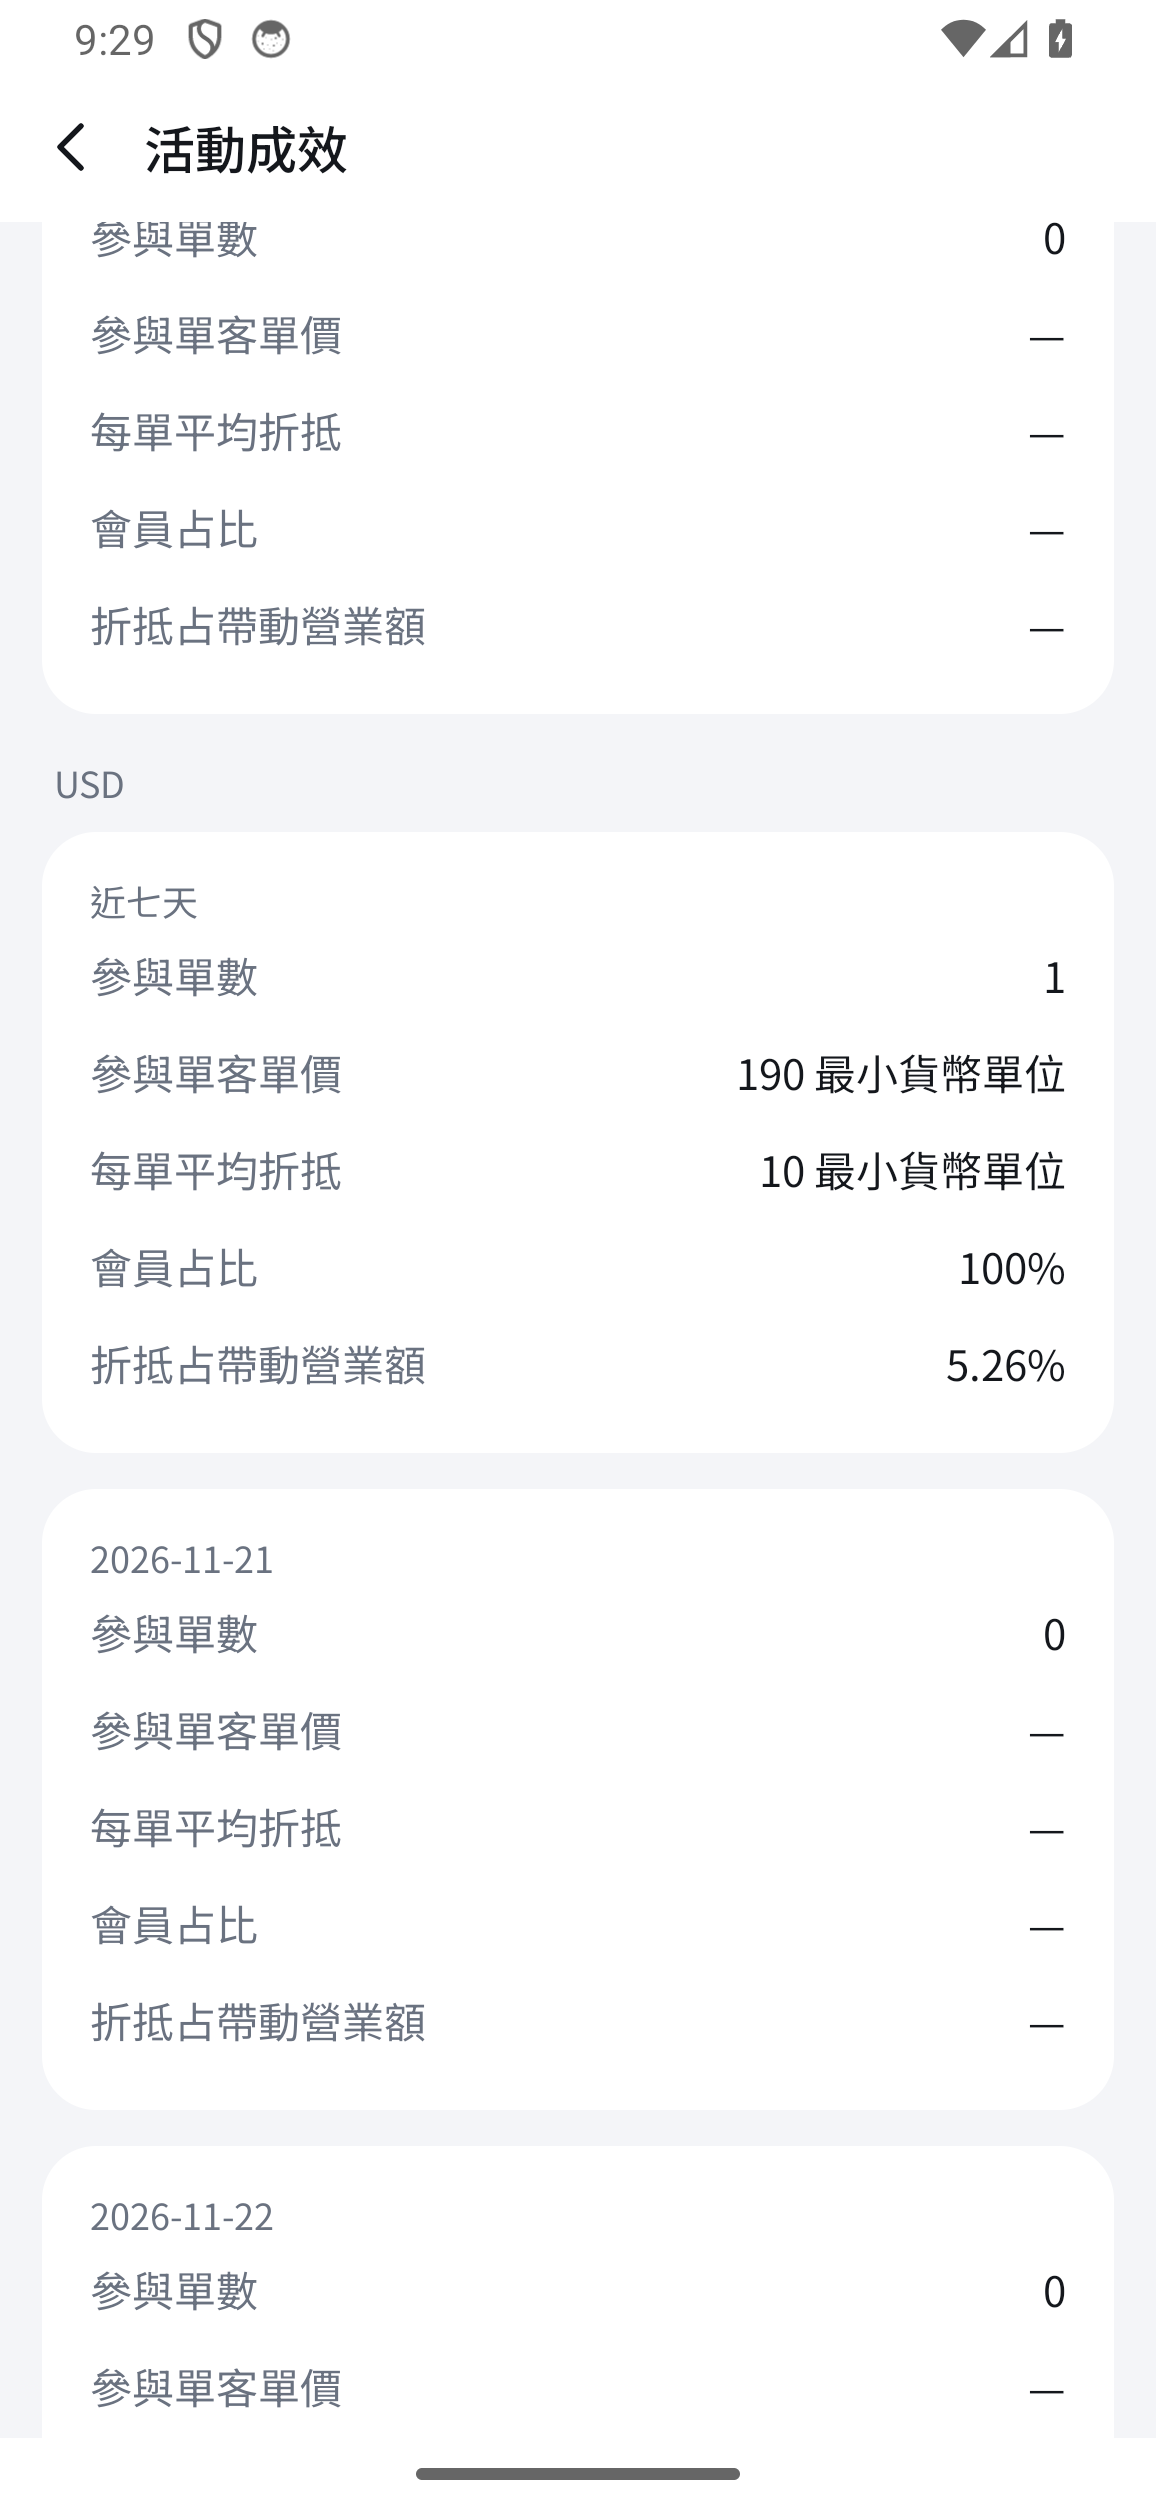 9:29
活動成效
參與單數 0
參與單客單價 —
每單平均折抵 —
會員占比 —
折抵占帶動營業額 —
USD
近七天
參與單數 1
參與單客單價 190 最小貨幣單位
每單平均折抵 10 最小貨幣單位
會員占比 100%
折抵占帶動營業額 5.26%
2026-11-21
參與單數 0
參與單客單價 —
每單平均折抵 —
會員占比 —
折抵占帶動營業額 —
2026-11-22
參與單數 0
參與單客單價 —